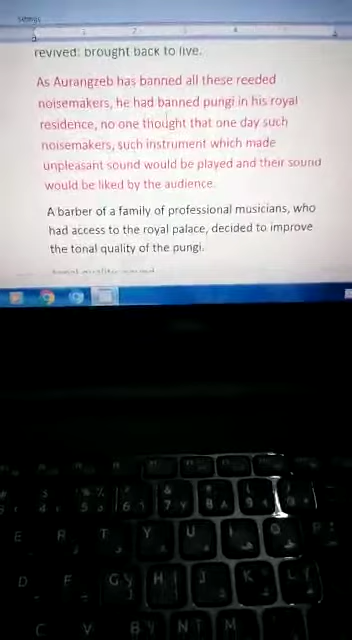 revived: brought back to live.
As Aurangzeb has banned all these reeded
noisemakers, he had banned pungi in his royal
residence, no one thought that one day such
noisemakers, such instrument which made
unpleasant sound would be played and their sound
would be liked by the audience.
A barber of a family of professional musicians, who
had access to the royal palace, decided to improve
the tonal quality of the pungi.
E R T Y U I O P
D F G H J K L
C V B N M